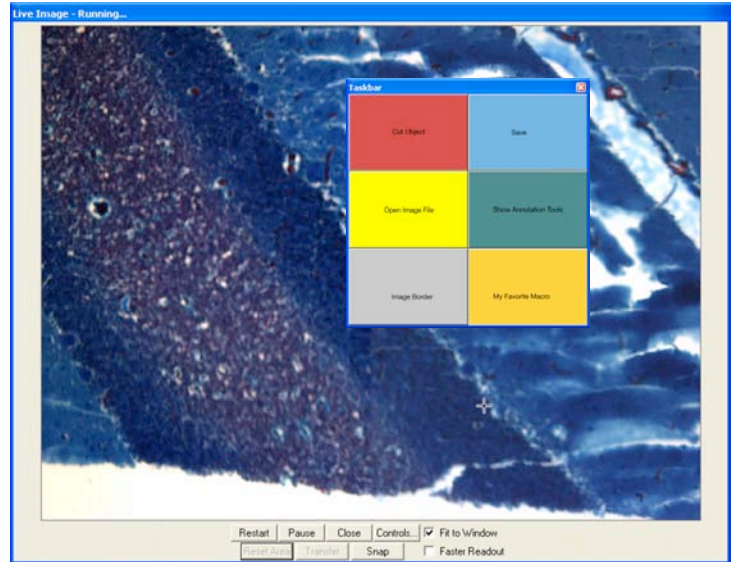 Live Image - Running...
Taskbar
Cut Object
Save
Open Image File
Show Annotation Tools
Image Border
My Favorite Macro
Restart Pause Close Controls... Fit to Window
Reset Area Transfer Snap Faster Readout